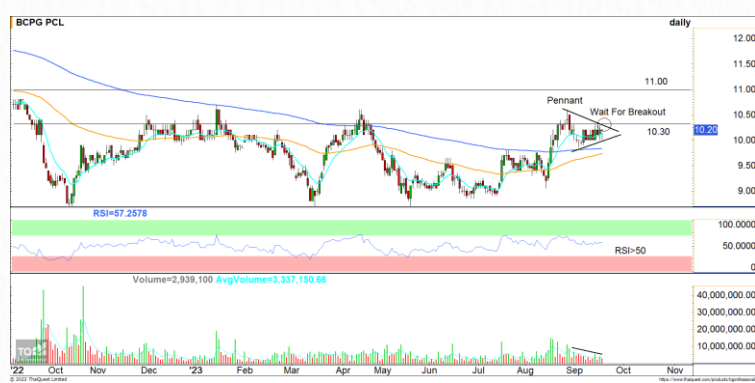 BCPG PCL daily
12.00
11.00 11.00
Pennant
Wait For Breakout
10.50
10.30
10.20
10.00
9.50
9.00
RSI=57.2578
100.0000
RSI>50
50.0000
0
Volume=2,939,100 AvgVolume=3,337,150.66
40,000,000.00
30,000,000.00
20,000,000.00
10,000,000.00
'22 Oct Nov Dec '23 Feb Mar Apr May Jun Jul Aug Sep Oct Nov
© 2023 TheQuest Limited